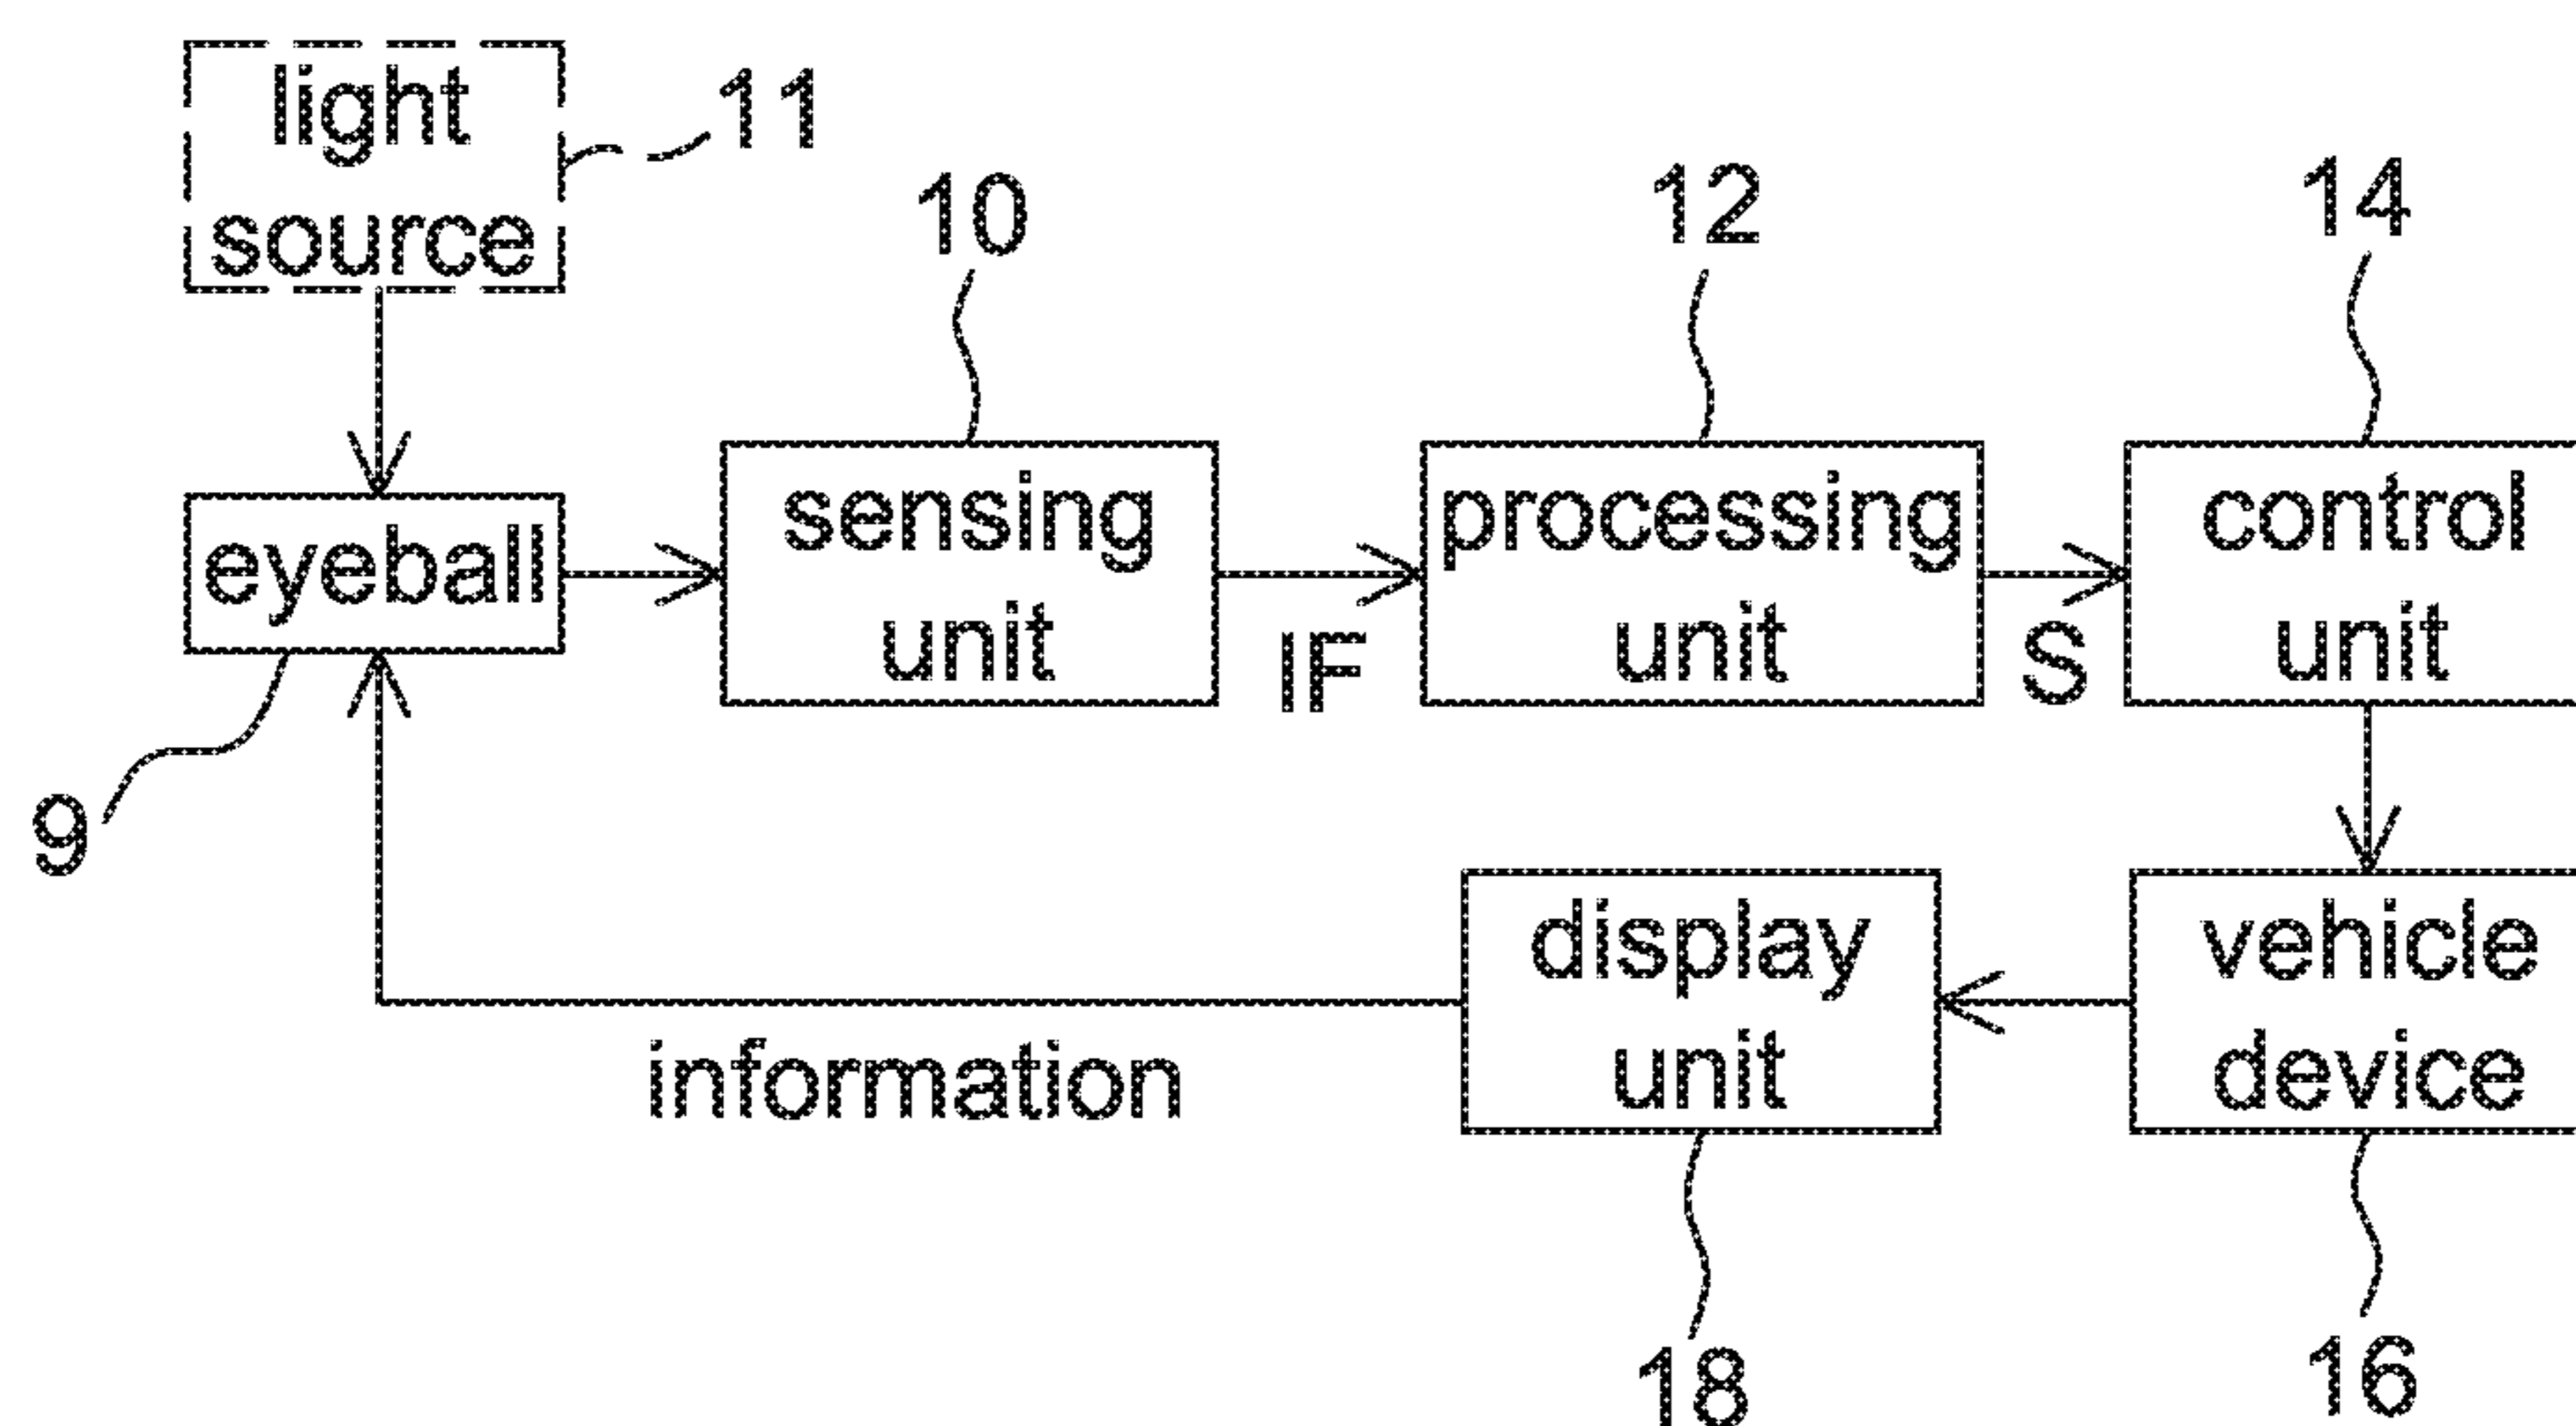 light
source
11
10
12
14
eyeball
sensing
unit
IF
processing
unit
S
control
unit
9
display
unit
vehicle
device
information
18
16